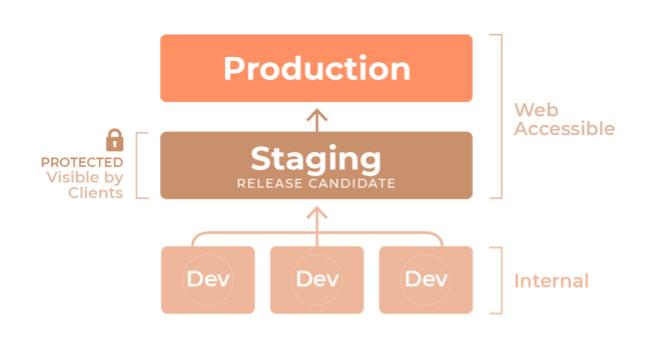 Production
Web
Accessible
Staging
RELEASE CANDIDATE
PROTECTED
Visible by
Clients
Dev
Dev
Dev
Internal